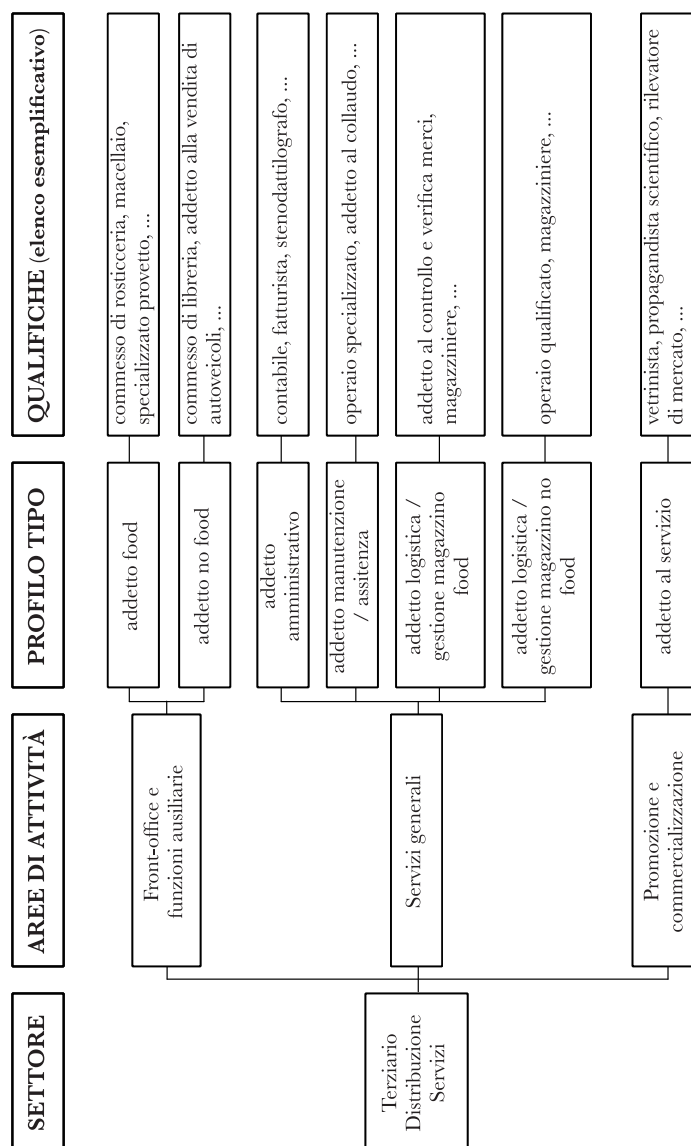 SETTORE
AREE DI ATTIVITÀ
PROFILO TIPO
QUALIFICHE (elenco esemplificativo)
Terziario
Distribuzione
Servizi
Front-office e
funzioni ausiliarie
addetto food
commesso di rosticceria, macellaio,
specializzato provetto, ...
addetto no food
commesso di libreria, addetto alla vendita di
autoveicoli, ...
Servizi generali
addetto
amministrativo
contabile, fatturista, stenodattilografo, ...
addetto manutenzione
/ assitenza
operaio specializzato, addetto al collaudo, ...
addetto logistica /
gestione magazzino
food
addetto al controllo e verifica merci,
magazziniere, ...
addetto logistica /
gestione magazzino no
food
operaio qualificato, magazziniere, ...
Promozione e
commercializzazione
addetto al servizio
vetrinista, propagandista scientifico, rilevatore
di mercato, ...